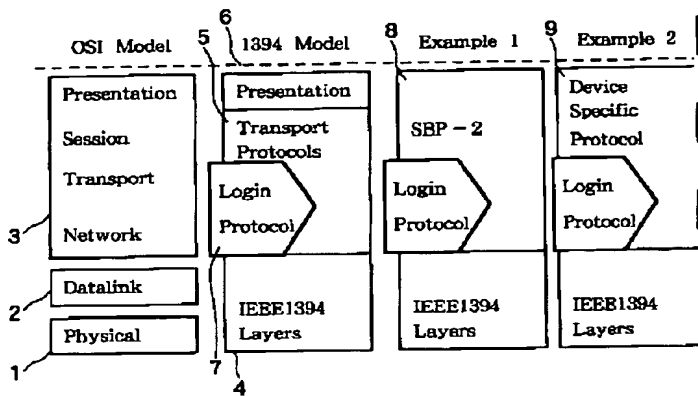 OSI Model
6
1394 Model
8
Example 1
9
Example 2
5
Presentation
Session
Transport
Network
3
Datalink
2
Physical
1
Presentation
Transport
Protocols
Login
Protocol
7
IEEE1394
Layers
4
SBP-2
Login
Protocol
IEEE1394
Layers
Device
Specific
Protocol
Login
Protocol
IEEE1394
Layers